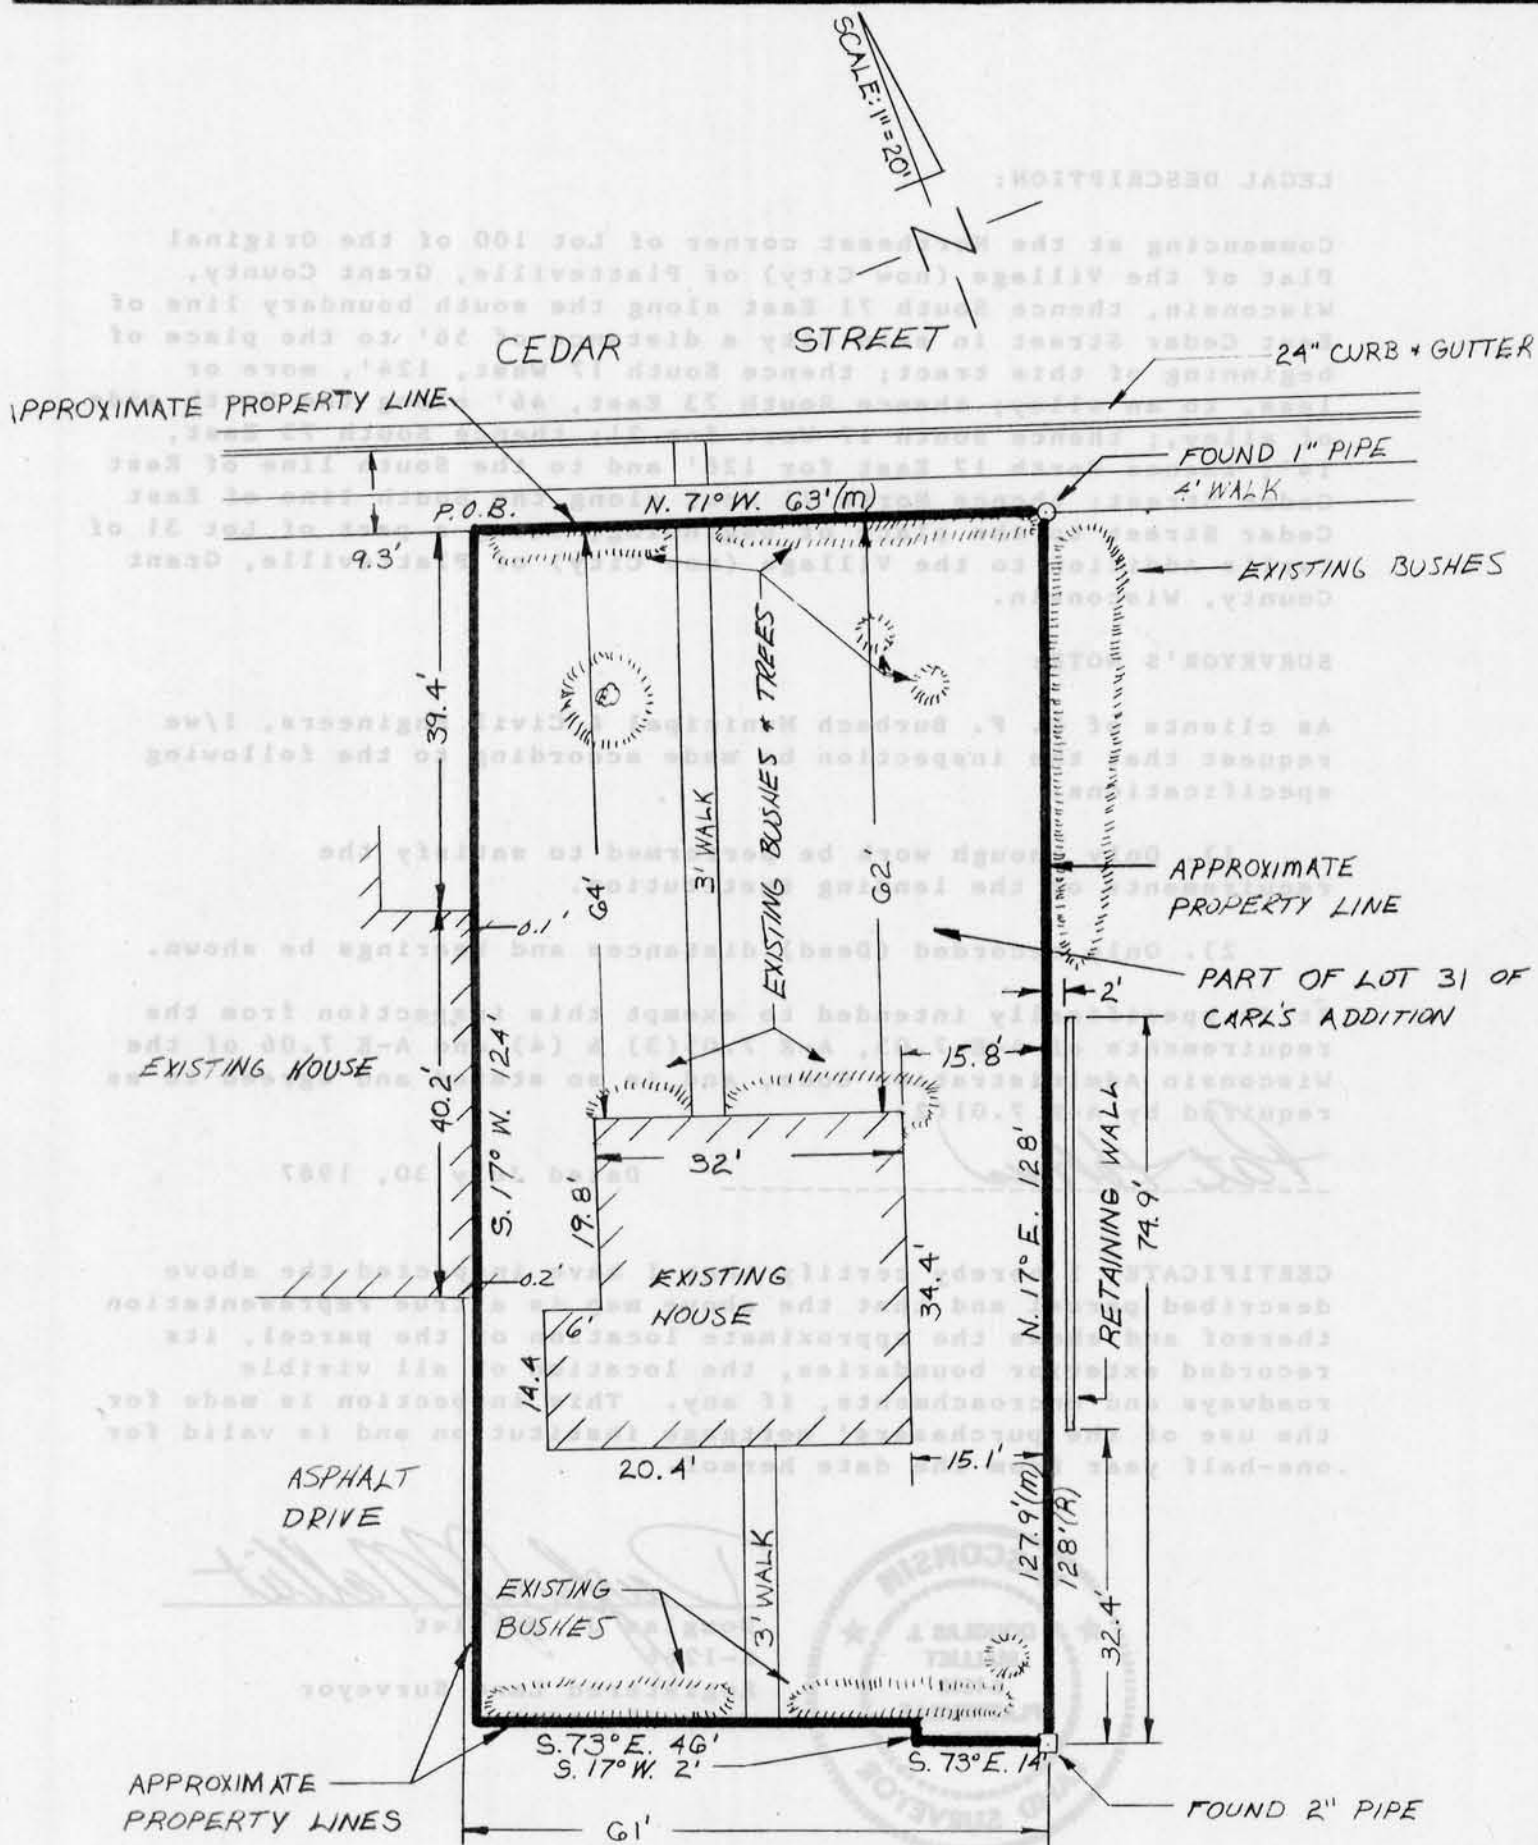 SCALE: 1" = 20'
N
CEDAR STREET
24" CURB & GUTTER
APPROXIMATE PROPERTY LINE
FOUND 1" PIPE
4' WALK
P.O.B.
N. 71° W. 63' (m)
9.3'
EXISTING BUSHES
39.4'
EXISTING BUSHES & TREES
3' WALK
64'
62'
APPROXIMATE
PROPERTY LINE
0.1'
PART OF LOT 31 OF
CARL'S ADDITION
2'
EXISTING HOUSE
40.2'
S. 17° W. 124'
15.8'
32'
19.8'
N. 17° E. 128'
RETAINING WALL
74.9'
0.2'
EXISTING
HOUSE
34.4'
6'
14.4
20.4'
15.1'
ASPHALT
DRIVE
127.9' (m)
128' (R)
EXISTING
BUSHES
3' WALK
32.4'
S. 73° E. 46'
S. 17° W. 2'
S. 73° E. 14'
APPROXIMATE
PROPERTY LINES
FOUND 2" PIPE
61'